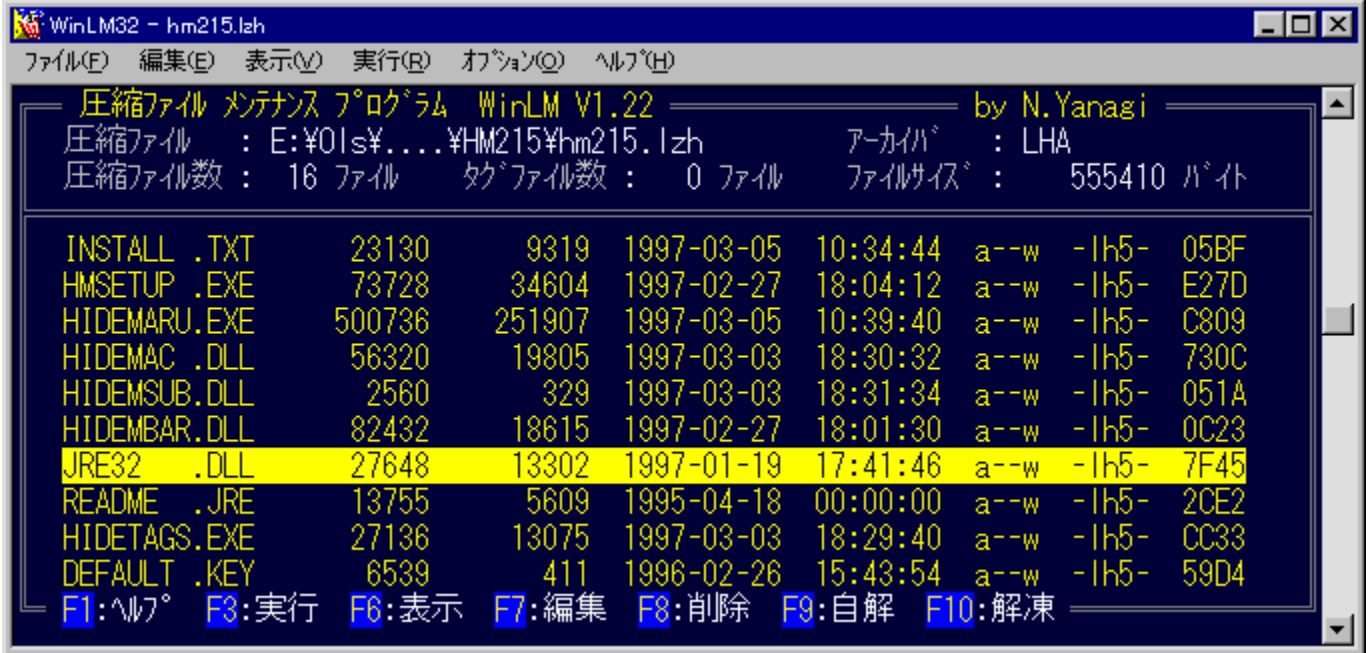 WinLM32 - hm215.lzh
ﾌｧｲﾙ(F) 編集(E) 表示(V) 実行(R) ｵﾌﾟｼｮﾝ(O) ﾍﾙﾌﾟ(H)
圧縮ﾌｧｲﾙ ﾒﾝﾃﾅﾝｽ ﾌﾟﾛｸﾞﾗﾑ WinLM V1.22 by N.Yanagi
圧縮ﾌｧｲﾙ : E:¥Ols¥....¥HM215¥hm215.lzh ｱｰｶｲﾊﾞ : LHA
圧縮ﾌｧｲﾙ数 : 16 ﾌｧｲﾙ ﾀｸﾞﾌｧｲﾙ数 : 0 ﾌｧｲﾙ ﾌｧｲﾙｻｲｽﾞ : 555410 ﾊﾞｲﾄ
INSTALL .TXT 23130 9319 1997-03-05 10:34:44 a--w -lh5- 05BF
HMSETUP .EXE 73728 34604 1997-02-27 18:04:12 a--w -lh5- E27D
HIDEMARU.EXE 500736 251907 1997-03-05 10:39:40 a--w -lh5- C809
HIDEMAC .DLL 56320 19805 1997-03-03 18:30:32 a--w -lh5- 730C
HIDEMSUB.DLL 2560 329 1997-03-03 18:31:34 a--w -lh5- 051A
HIDEMBAR.DLL 82432 18615 1997-02-27 18:01:30 a--w -lh5- 0C23
JRE32 .DLL 27648 13302 1997-01-19 17:41:46 a--w -lh5- 7F45
README .JRE 13755 5609 1995-04-18 00:00:00 a--w -lh5- 2CE2
HIDETAGS.EXE 27136 13075 1997-03-03 18:29:40 a--w -lh5- CC33
DEFAULT .KEY 6539 411 1996-02-26 15:43:54 a--w -lh5- 59D4
F1:ﾍﾙﾌﾟ F3:実行 F6:表示 F7:編集 F8:削除 F9:自解 F10:解凍